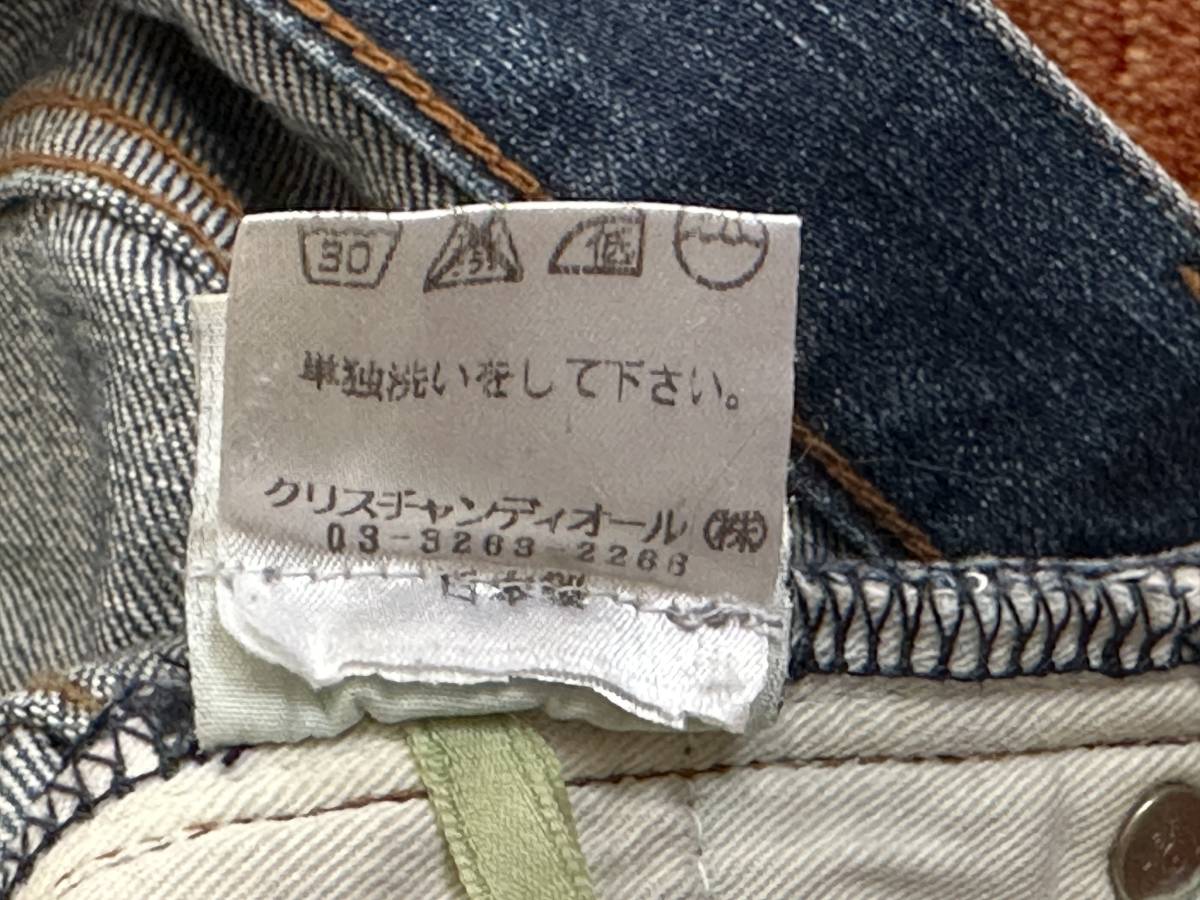 30 低
単独洗いをして下さい。
クリスチャンディオール(株)
03-3263-2266
日本製